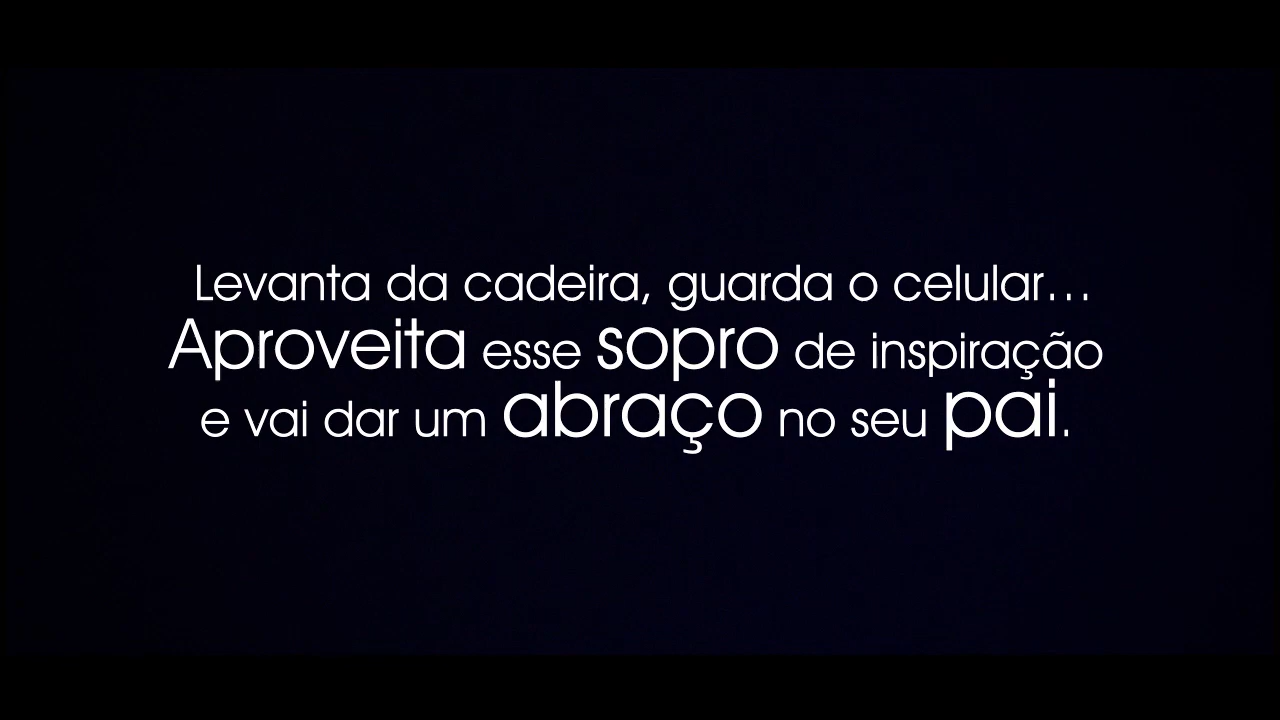 Levanta da cadeira, guarda o celular...
Aproveita esse sopro de inspiração
e vai dar um abraço no seu pai.